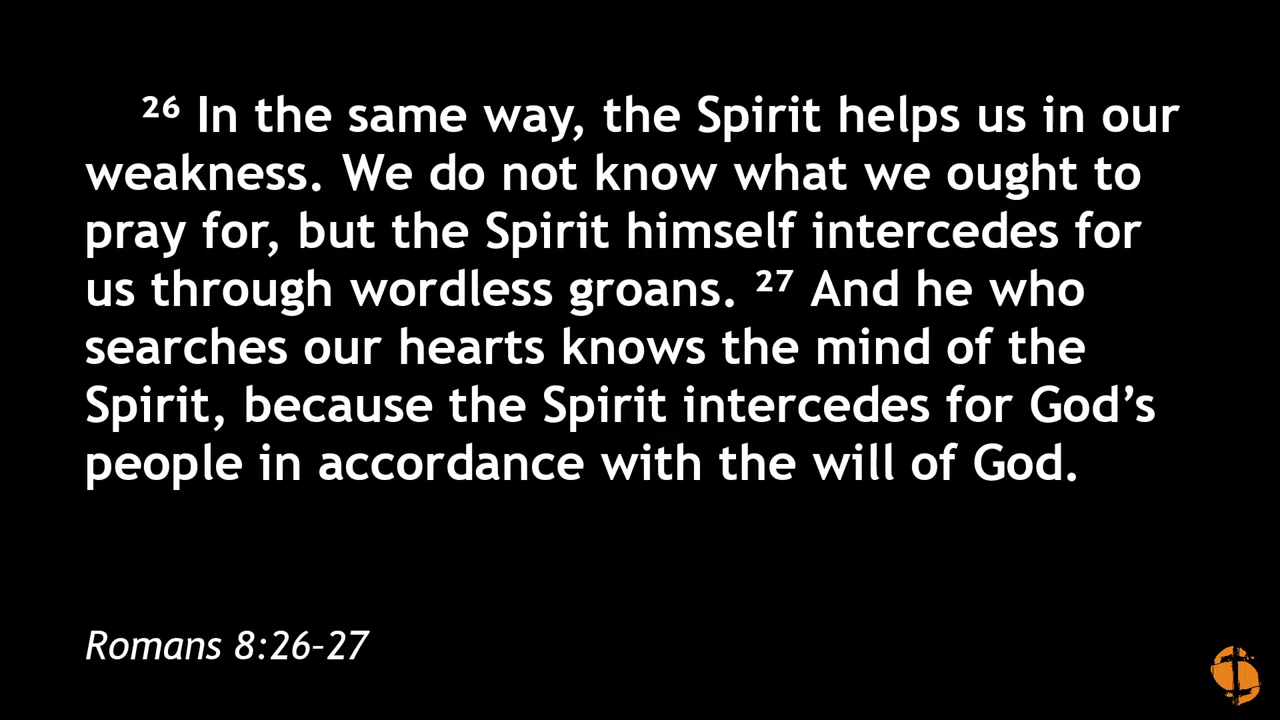 ²⁶ In the same way, the Spirit helps us in our
weakness. We do not know what we ought to
pray for, but the Spirit himself intercedes for
us through wordless groans. ²⁷ And he who
searches our hearts knows the mind of the
Spirit, because the Spirit intercedes for God’s
people in accordance with the will of God.
Romans 8:26–27